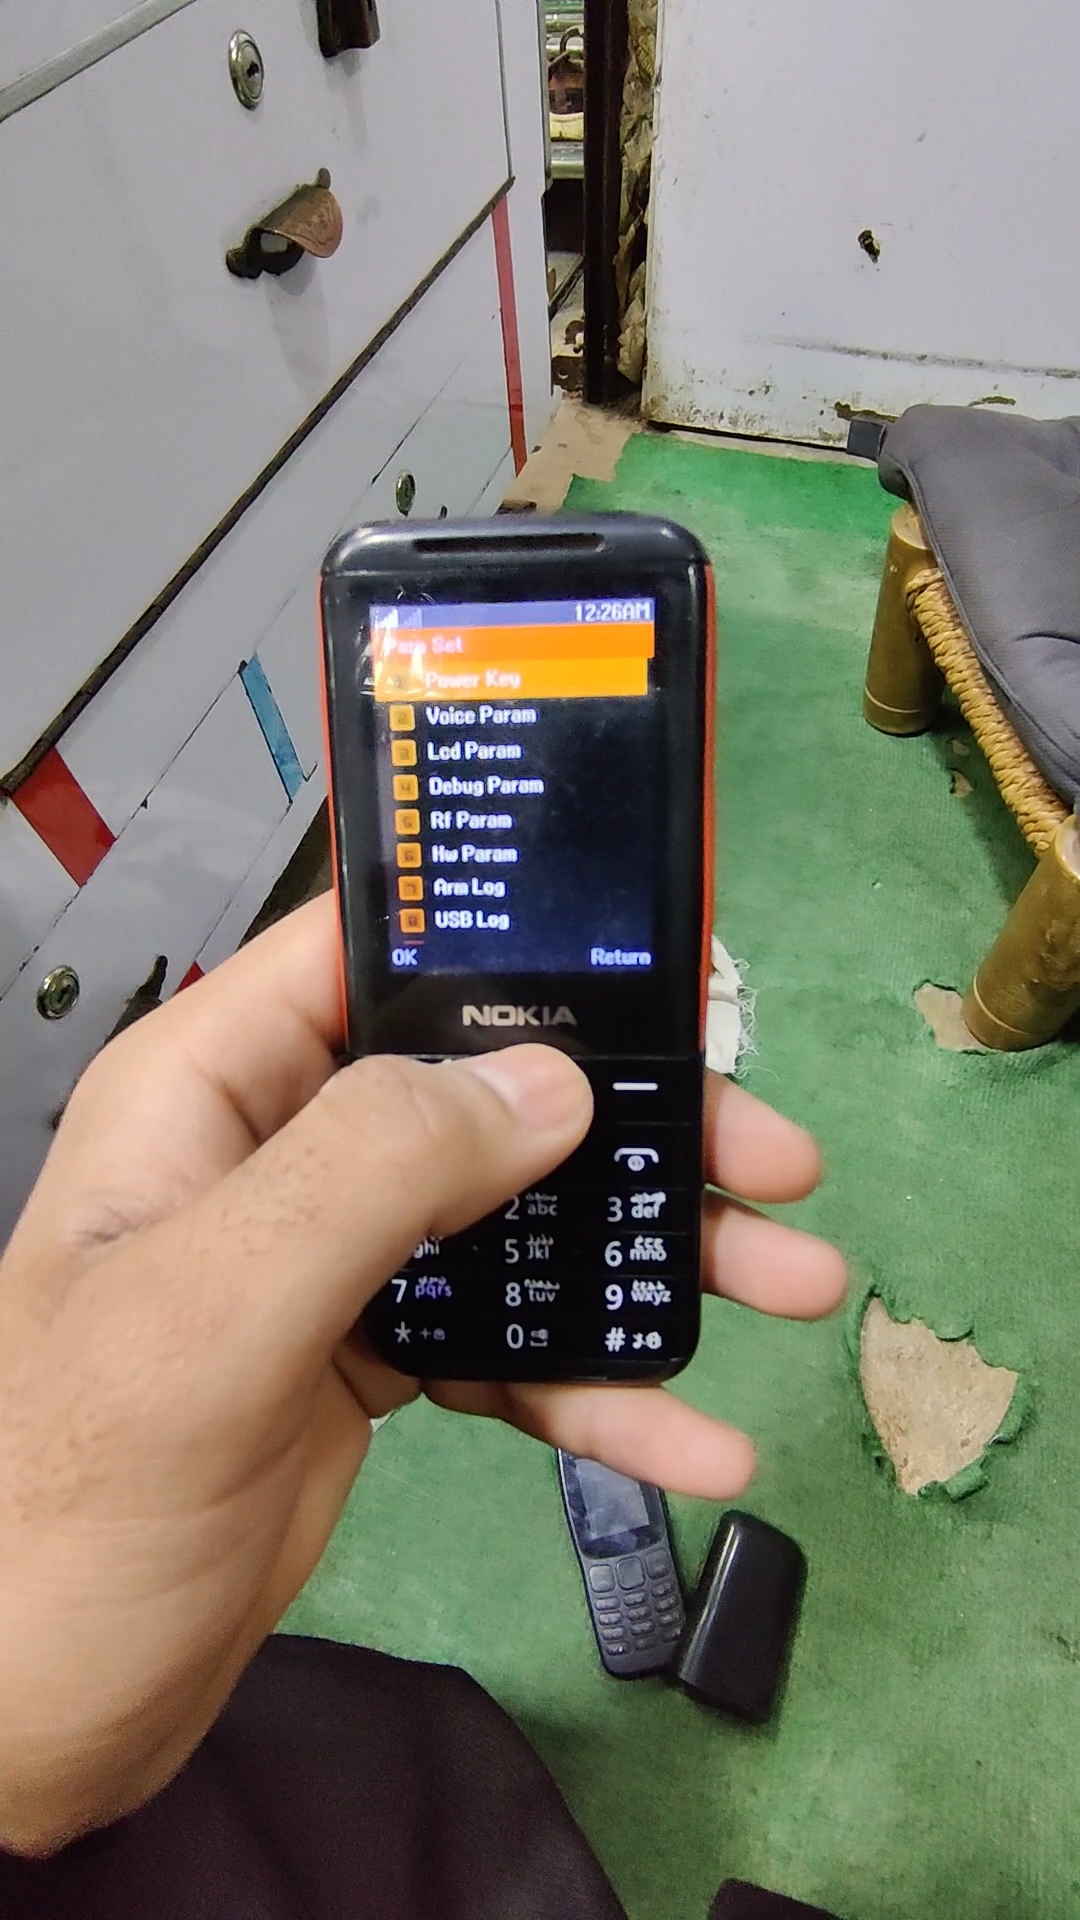 12:26AM
Para Set
Power Key
Voice Param
Lcd Param
Debug Param
Rf Param
Hw Param
Arm Log
USB Log
OK Return
NOKIA
2 abc 3 def
ghi 5 jkl 6 mno
7 pqrs 8 tuv 9 wxyz
* + 0 #